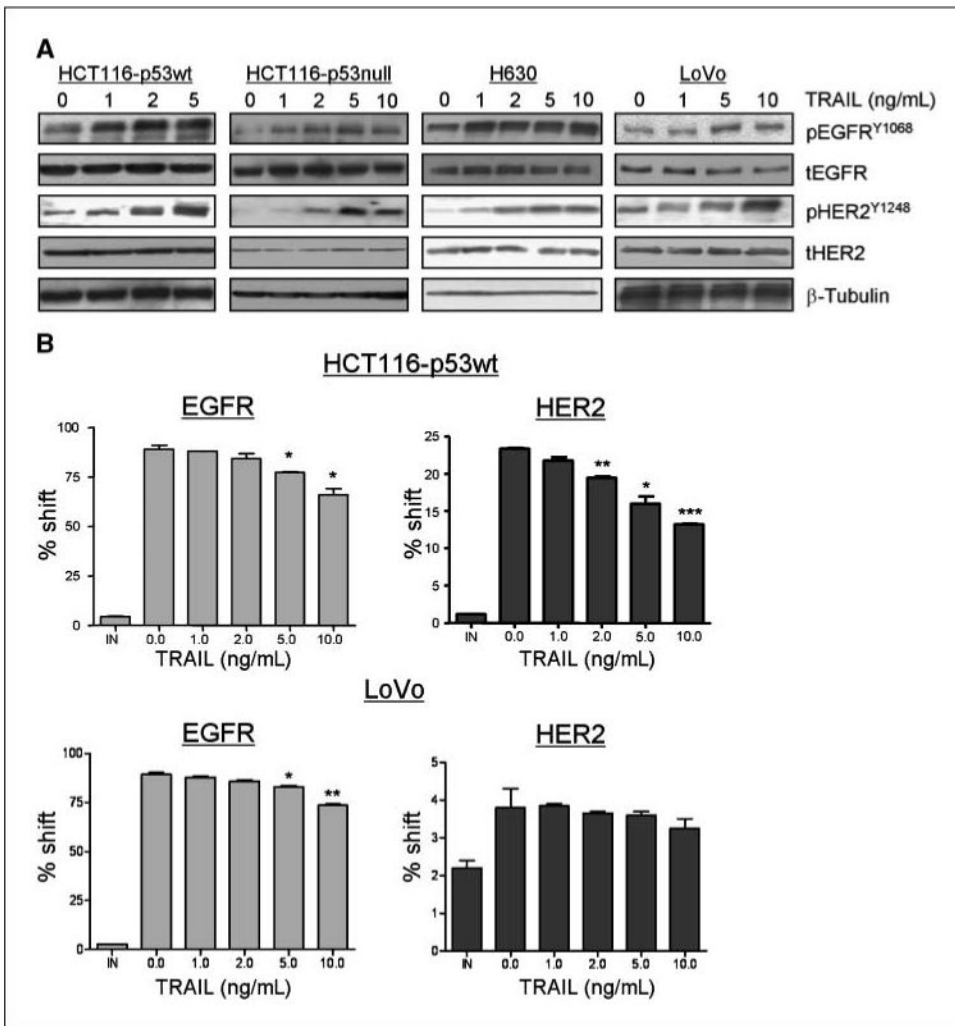 A
HCT116-p53wt HCT116-p53null H630 LoVo
0 1 2 5 0 1 2 5 10 0 1 2 5 10 0 1 5 10 TRAIL (ng/mL)
pEGFRY1068
tEGFR
pHER2Y1248
tHER2
β-Tubulin
B
HCT116-p53wt
EGFR HER2
100 75 50 25 0
% shift
* *
IN 0.0 1.0 2.0 5.0 10.0
TRAIL (ng/mL)
25 20 15 10 5 0
% shift
** * ***
IN 0.0 1.0 2.0 5.0 10.0
TRAIL (ng/mL)
LoVo
EGFR HER2
100 75 50 25 0
% shift
* **
IN 0.0 1.0 2.0 5.0 10.0
TRAIL (ng/mL)
5 4 3 2 1 0
% shift
IN 0.0 1.0 2.0 5.0 10.0
TRAIL (ng/mL)